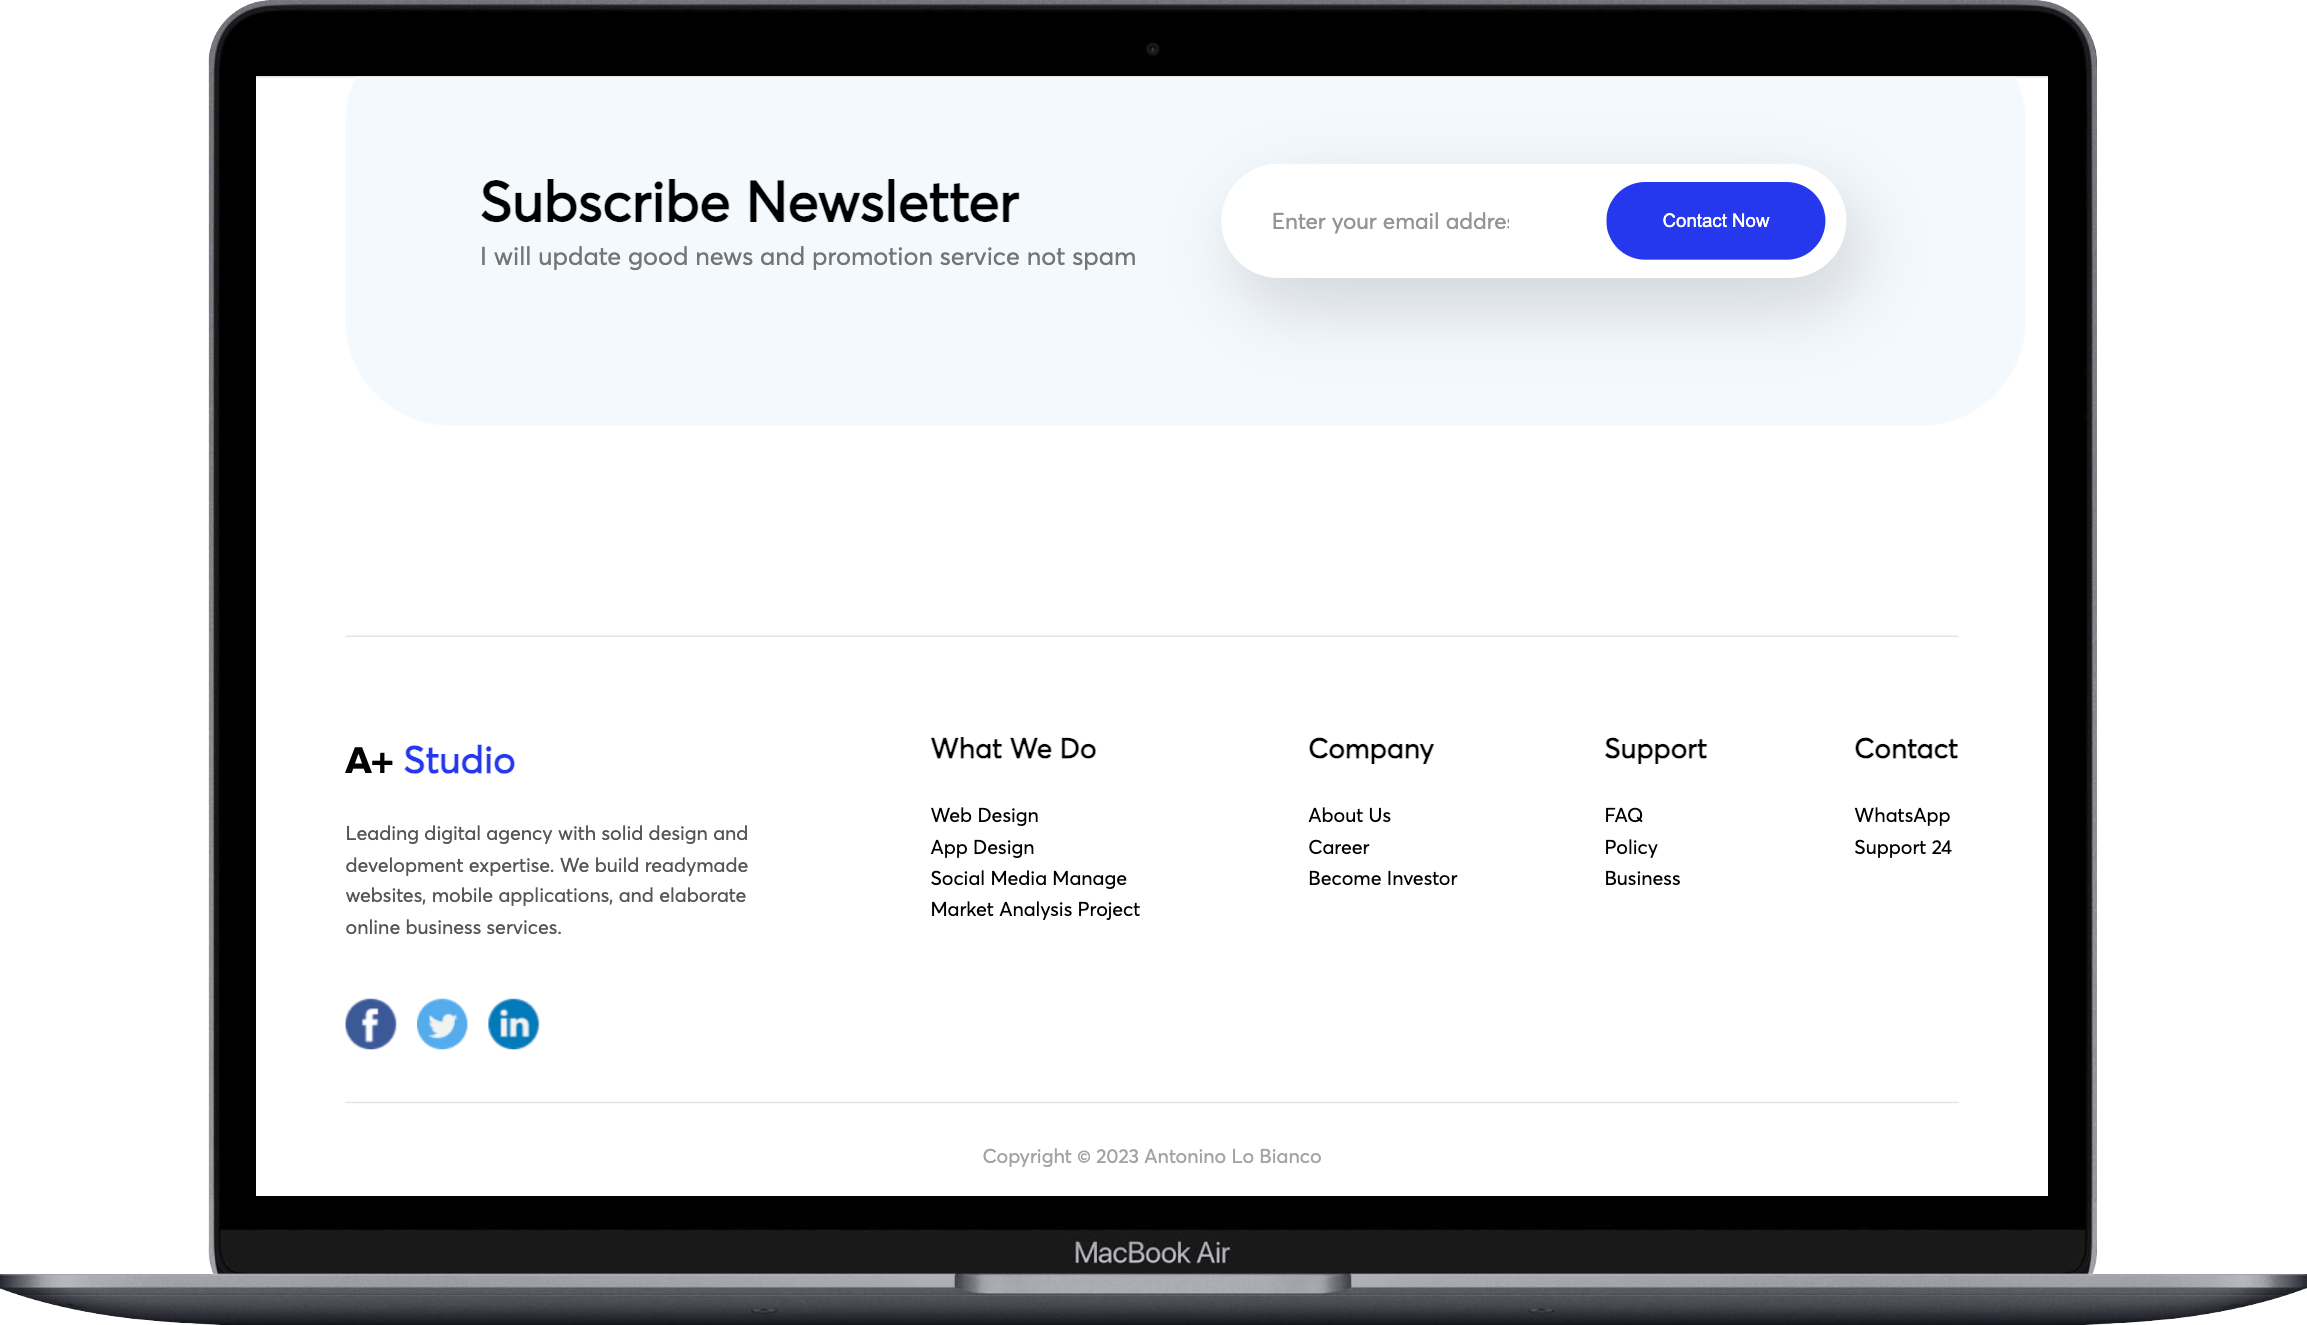 Subscribe Newsletter
I will update good news and promotion service not spam
Enter your email addres
Contact Now
A+ Studio
Leading digital agency with solid design and
development expertise. We build readymade
websites, mobile applications, and elaborate
online business services.
f
in
What We Do
Web Design
App Design
Social Media Manage
Market Analysis Project
Company
About Us
Career
Become Investor
Support
FAQ
Policy
Business
Contact
WhatsApp
Support 24
Copyright © 2023 Antonino Lo Bianco
MacBook Air